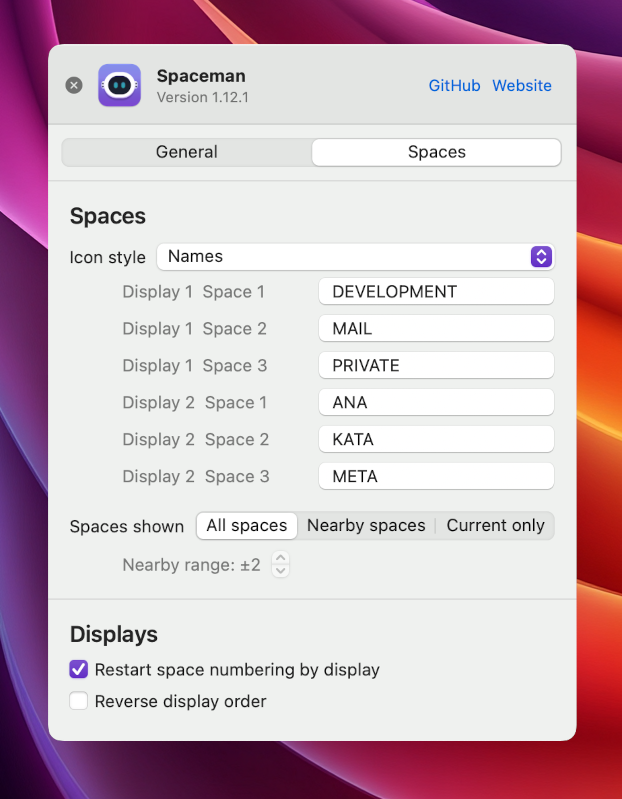 Spaceman
Version 1.12.1
GitHub Website
General Spaces
Spaces
Icon style Names
Display 1 Space 1 DEVELOPMENT
Display 1 Space 2 MAIL
Display 1 Space 3 PRIVATE
Display 2 Space 1 ANA
Display 2 Space 2 KATA
Display 2 Space 3 META
Spaces shown All spaces Nearby spaces Current only
Nearby range: ±2
Displays
Restart space numbering by display
Reverse display order